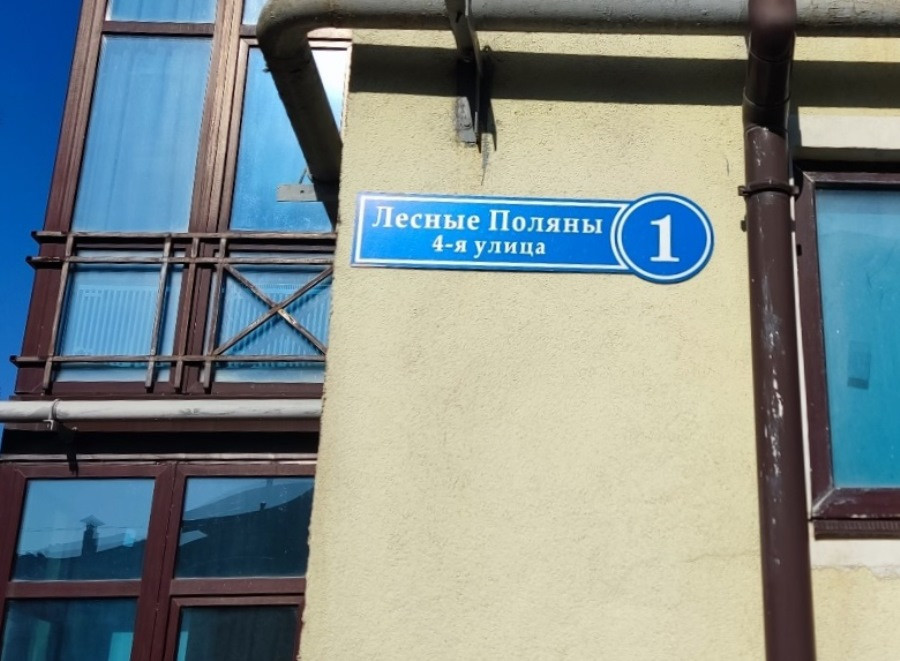 Лесные Поляны
4-я улица
1